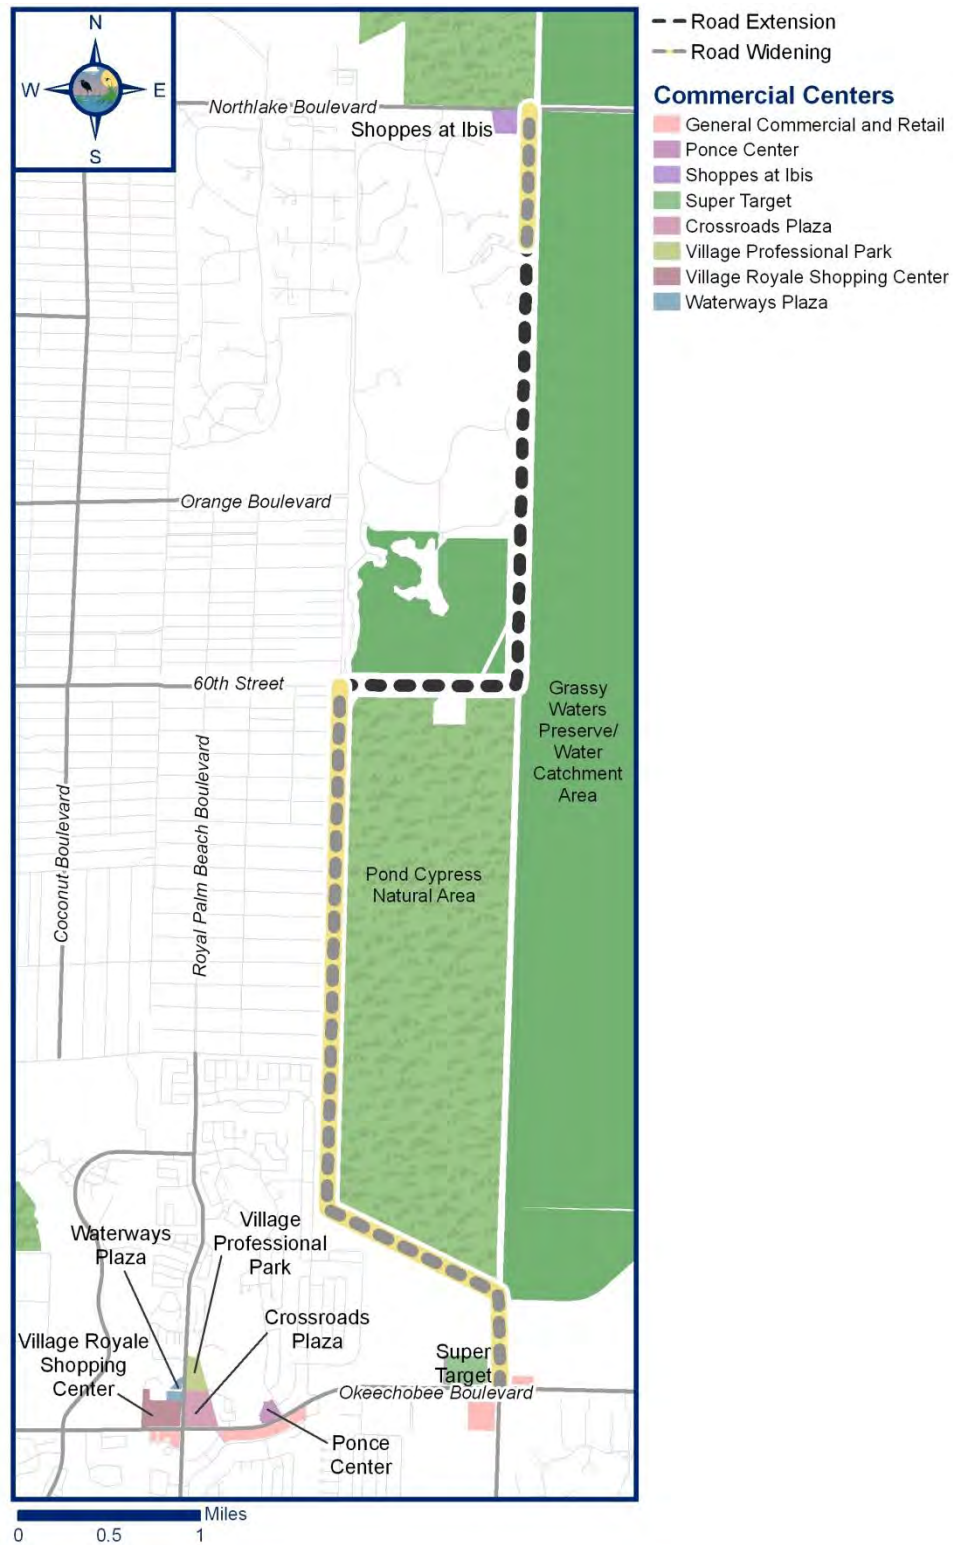 N
W
E
S
Road Extension
Road Widening
Commercial Centers
General Commercial and Retail
Ponce Center
Shoppes at Ibis
Super Target
Crossroads Plaza
Village Professional Park
Village Royale Shopping Center
Waterways Plaza
Northlake Boulevard
Shoppes at Ibis
Orange Boulevard
60th Street
Grassy
Waters
Preserve/
Water
Catchment
Area
Coconut Boulevard
Royal Palm Beach Boulevard
Pond Cypress
Natural Area
Waterways
Plaza
Village
Professional
Park
Crossroads
Plaza
Village Royale
Shopping
Center
Super
Target
Okeechobee Boulevard
Ponce
Center
Miles
0 0.5 1